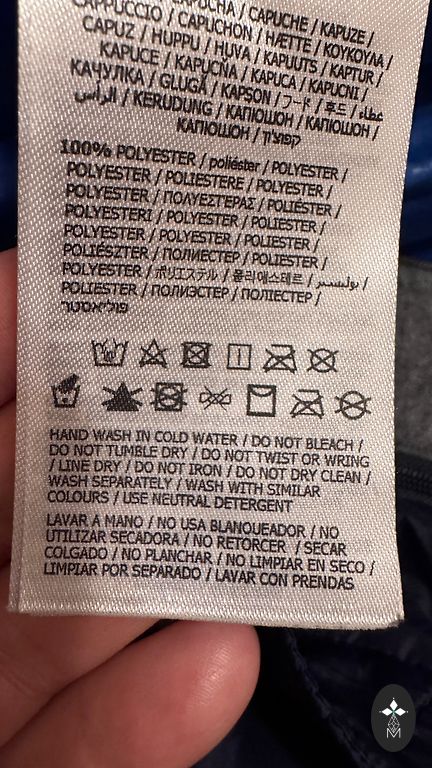 CAPUCHA / CAPUCHE / KAPUZE /
CAPPUCCIO / CAPUCHON / HÆTTE / ΚΟΥΚΟΥΛΑ /
CAPUZ / HUPPU / HUVA / KAPUUTS / KAPTUR /
KAPUCE / KAPUCŇA / KAPUCA / KAPUCNI /
КАЧУЛКА / GLUGĂ / KAPSON / フード / 후드 / غطاء
الرأس / KERUDUNG / КАПЮШОН / КАПІЮШОН /
КАПЮШОН / קפוצ'ון
100% POLYESTER / poliéster / POLYESTER /
POLYESTER / POLIESTERE / POLYESTER /
POLYESTER / ΠΟΛΥΕΣΤΕΡΑΣ / POLIÉSTER /
POLYESTERI / POLYESTER / POLIESTER /
POLYESTER / POLYESTER / POLIESTER /
POLIÉSZTER / ПОЛИЕСТЕР / POLIESTER /
POLYESTER / ポリエステル / 폴리에스테르 / بوليستير /
POLIESTER / ПОЛИЭСТЕР / ПОЛІЕСТЕР /
פוליאסטר
HAND WASH IN COLD WATER / DO NOT BLEACH /
DO NOT TUMBLE DRY / DO NOT TWIST OR WRING
/ LINE DRY / DO NOT IRON / DO NOT DRY CLEAN /
WASH SEPARATELY / WASH WITH SIMILAR
COLOURS / USE NEUTRAL DETERGENT
LAVAR A MANO / NO USA BLANQUEADOR / NO
UTILIZAR SECADORA / NO RETORCER / SECAR
COLGADO / NO PLANCHAR / NO LIMPIAR EN SECO /
LIMPIAR POR SEPARADO / LAVAR CON PRENDAS
M